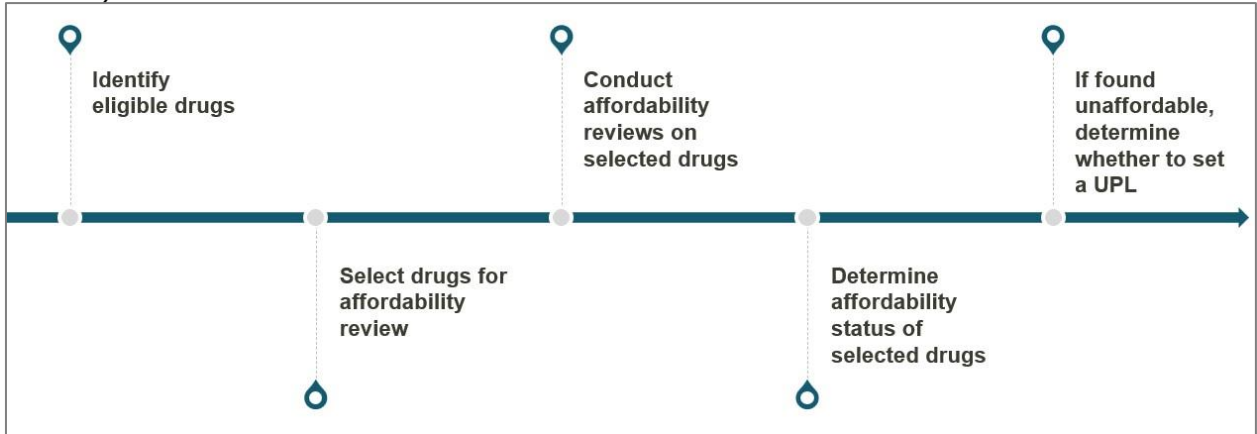 Identify
eligible drugs
Select drugs for
affordability
review
Conduct
affordability
reviews on
selected drugs
Determine
affordability
status of
selected drugs
If found
unaffordable,
determine
whether to set
a UPL